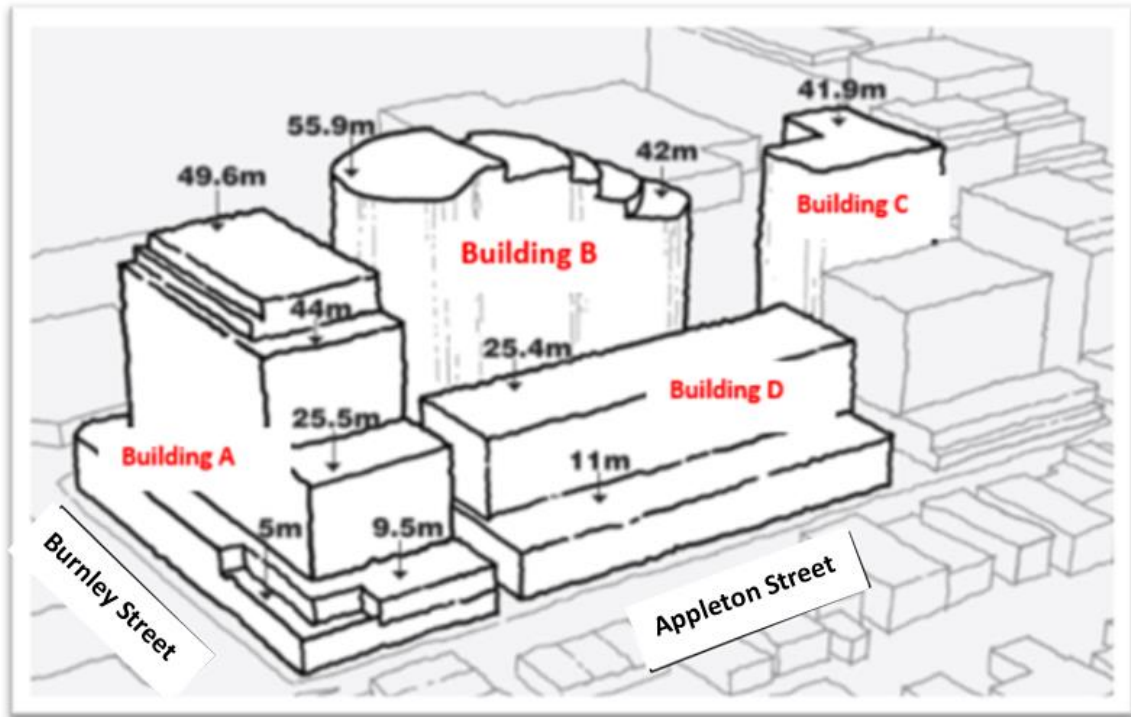 41.9m
55.9m
42m
49.6m
Building C
Building B
44m
25.4m
Building D
25.5m
Building A
11m
5m
9.5m
Burnley Street
Appleton Street